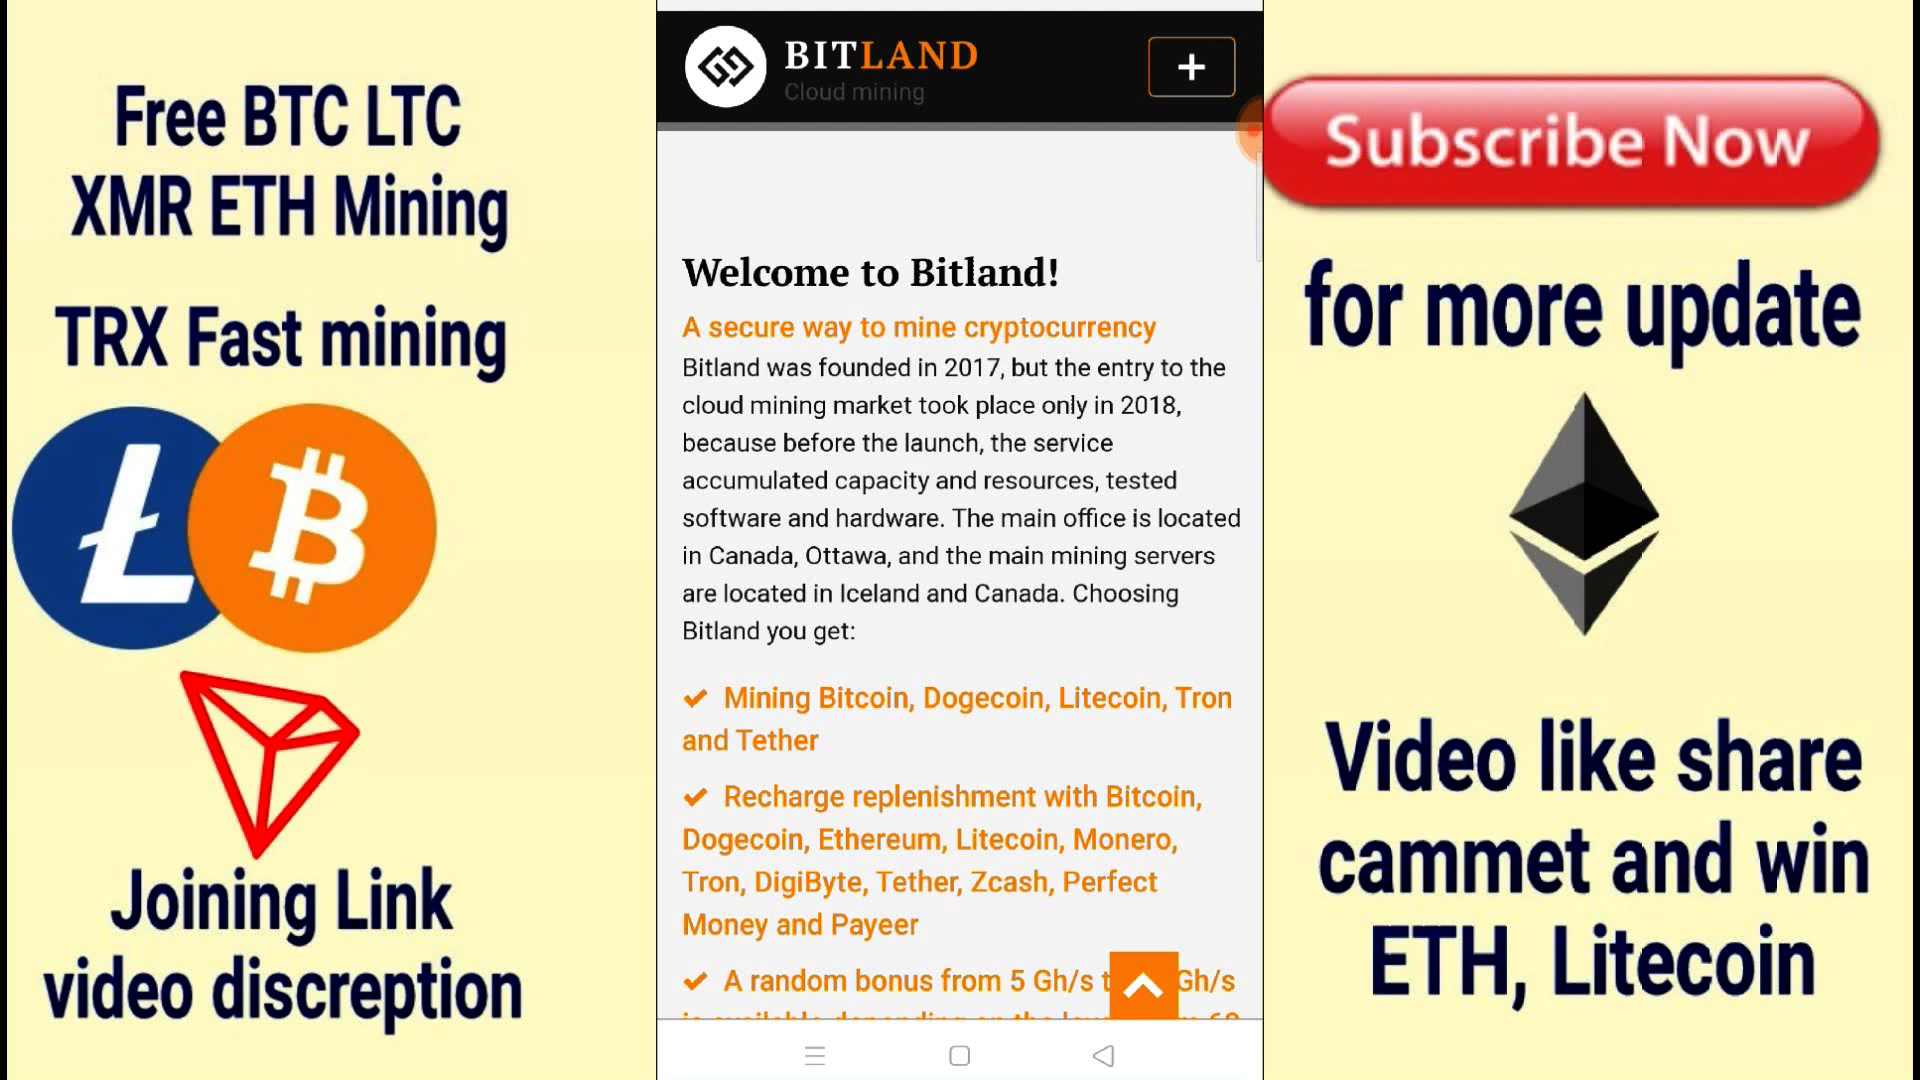 Free BTC LTC
XMR ETH Mining
TRX Fast mining
Joining Link
video discreption
BITLAND
Cloud mining
+
Welcome to Bitland!
A secure way to mine cryptocurrency
Bitland was founded in 2017, but the entry to the
cloud mining market took place only in 2018,
because before the launch, the service
accumulated capacity and resources, tested
software and hardware. The main office is located
in Canada, Ottawa, and the main mining servers
are located in Iceland and Canada. Choosing
Bitland you get:
Mining Bitcoin, Dogecoin, Litecoin, Tron
and Tether
Recharge replenishment with Bitcoin,
Dogecoin, Ethereum, Litecoin, Monero,
Tron, DigiByte, Tether, Zcash, Perfect
Money and Payeer
A random bonus from 5 Gh/s Gh/s
Subscribe Now
for more update
Video like share
cammet and win
ETH, Litecoin